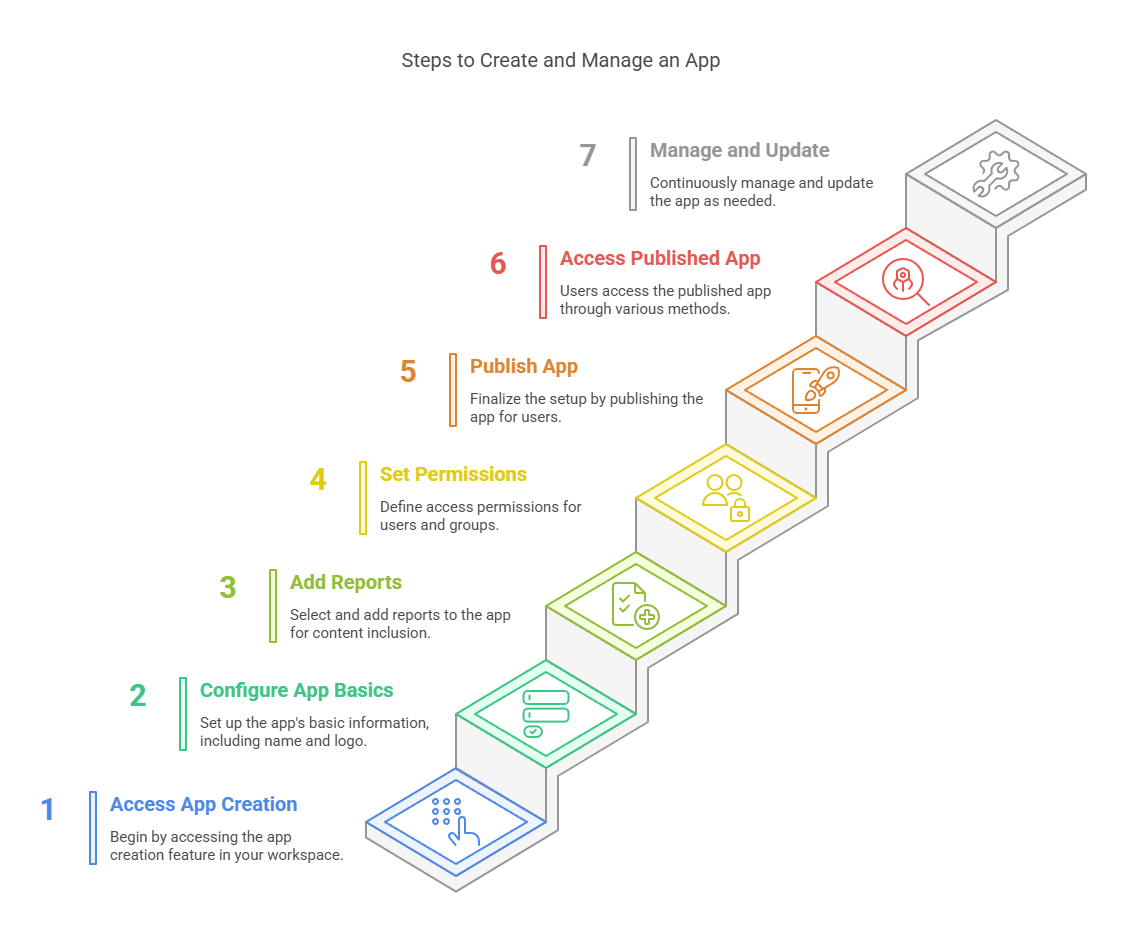 Steps to Create and Manage an App
7
Manage and Update
Continuously manage and update
the app as needed.
6
Access Published App
Users access the published app
through various methods.
5
Publish App
Finalize the setup by publishing the
app for users.
4
Set Permissions
Define access permissions for
users and groups.
3
Add Reports
Select and add reports to the app
for content inclusion.
2
Configure App Basics
Set up the app's basic information,
including name and logo.
1
Access App Creation
Begin by accessing the app
creation feature in your workspace.